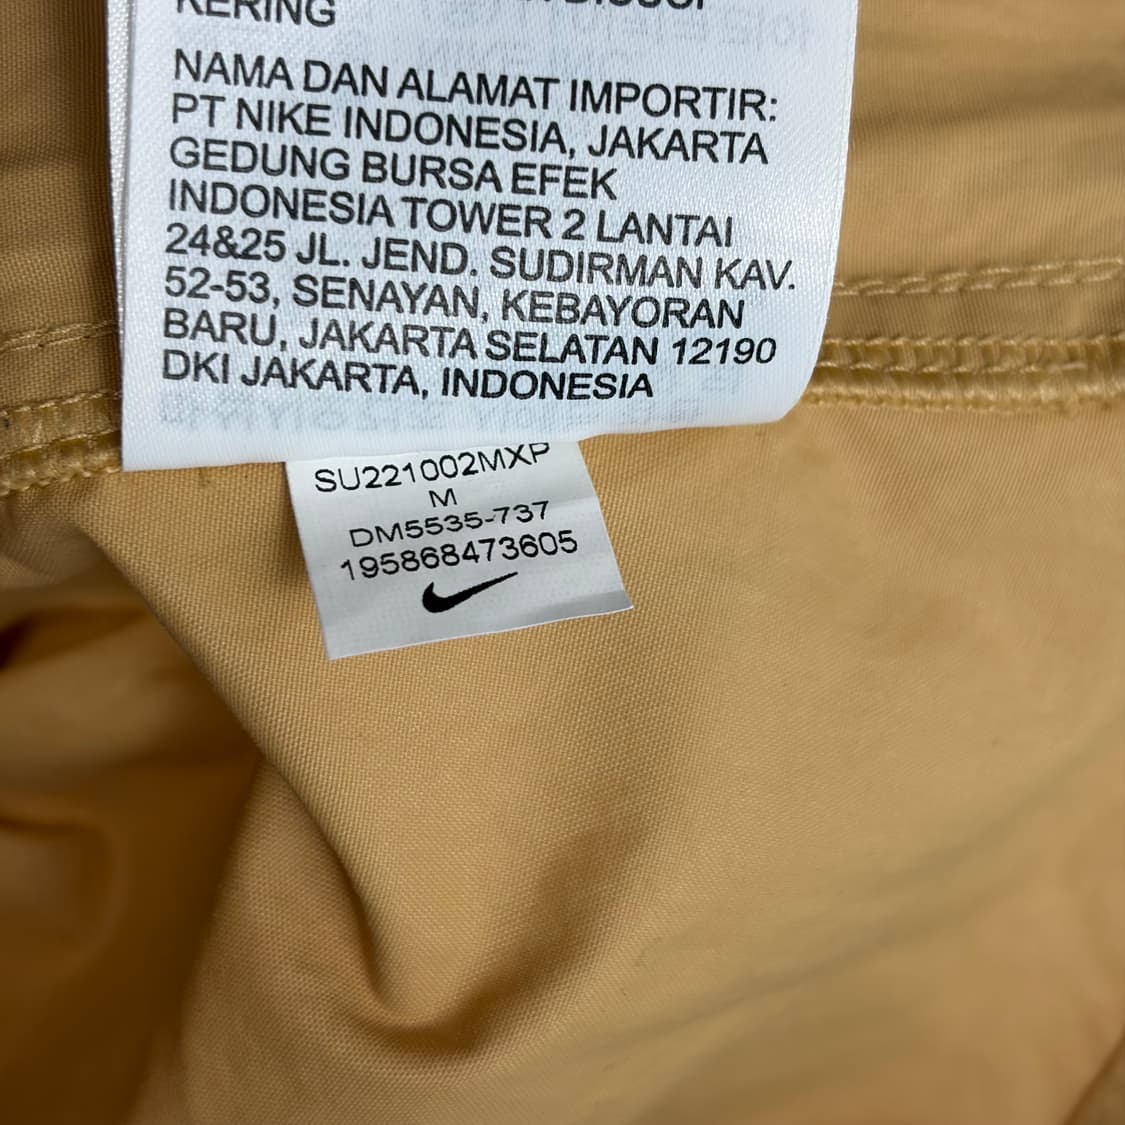 KERING
NAMA DAN ALAMAT IMPORTIR:
PT NIKE INDONESIA, JAKARTA
GEDUNG BURSA EFEK
INDONESIA TOWER 2 LANTAI
24&25 JL. JEND. SUDIRMAN KAV.
52-53, SENAYAN, KEBAYORAN
BARU, JAKARTA SELATAN 12190
DKI JAKARTA, INDONESIA
SU221002MXP
M
DM5535-737
195868473605